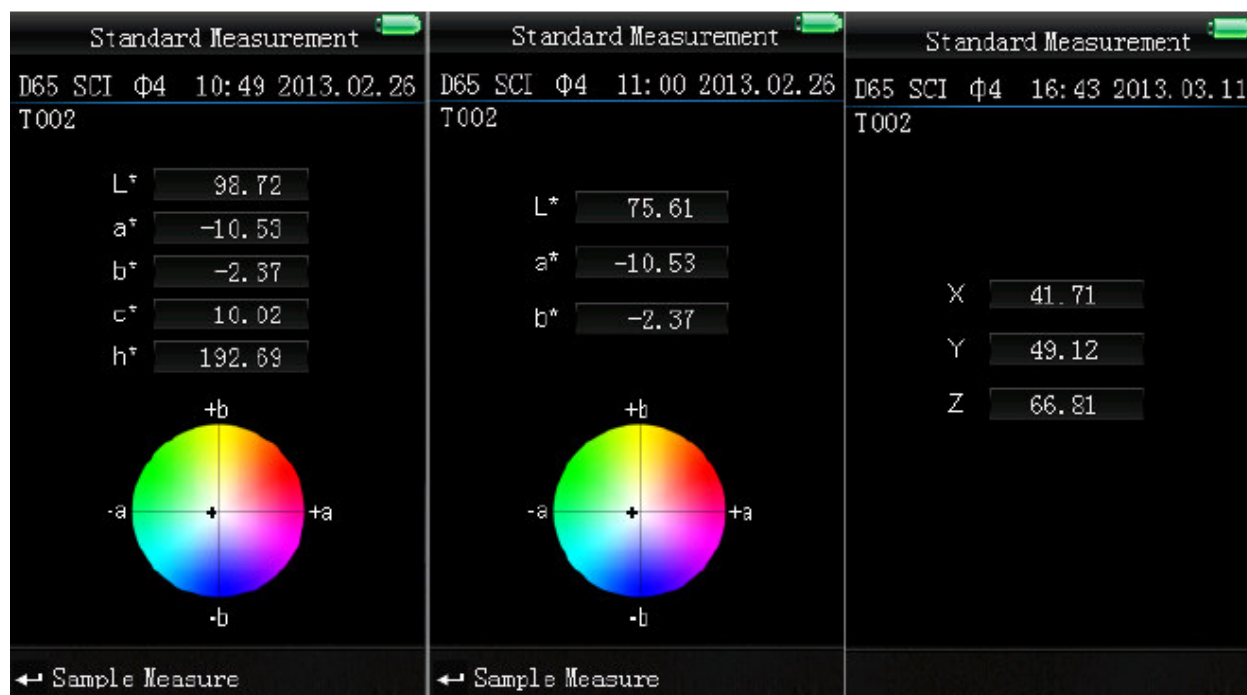 Standard Measurement
D65 SCI Φ4 10:49 2013.02.26
T002
L* 98.72
a* -10.53
b* -2.37
c* 10.02
h* 192.69
+b
-a +a
-b
Sample Measure
Standard Measurement
D65 SCI Φ4 11:00 2013.02.26
T002
L* 75.61
a* -10.53
b* -2.37
+b
-a +a
-b
Sample Measure
Standard Measurement
D65 SCI Φ4 16:43 2013.03.11
T002
X 41.71
Y 49.12
Z 66.81